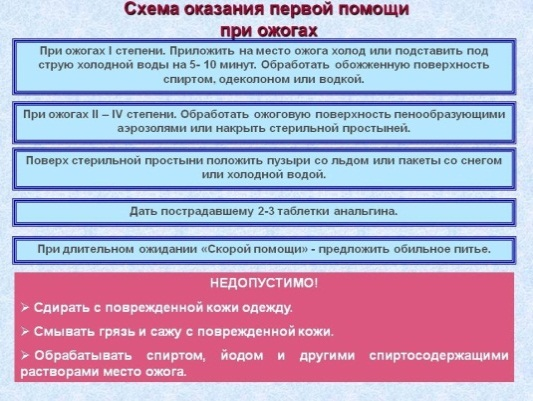 Схема оказания первой помощи
при ожогах
При ожогах I степени. Приложить на место ожога холод или подставить под
струю холодной воды на 5- 10 минут. Обработать обожженную поверхность
спиртом, одеколоном или водкой.
При ожогах II – IV степени. Обработать ожоговую поверхность пенообразующими
аэрозолями или накрыть стерильной простыней.
Поверх стерильной простыни положить пузыри со льдом или пакеты со снегом
или холодной водой.
Дать пострадавшему 2-3 таблетки анальгина.
При длительном ожидании «Скорой помощи» - предложить обильное питье.
НЕДОПУСТИМО!
➢ Сдирать с поврежденной кожи одежду.
➢ Смывать грязь и сажу с поврежденной кожи.
➢ Обрабатывать спиртом, йодом и другими спиртосодержащими
растворами место ожога.